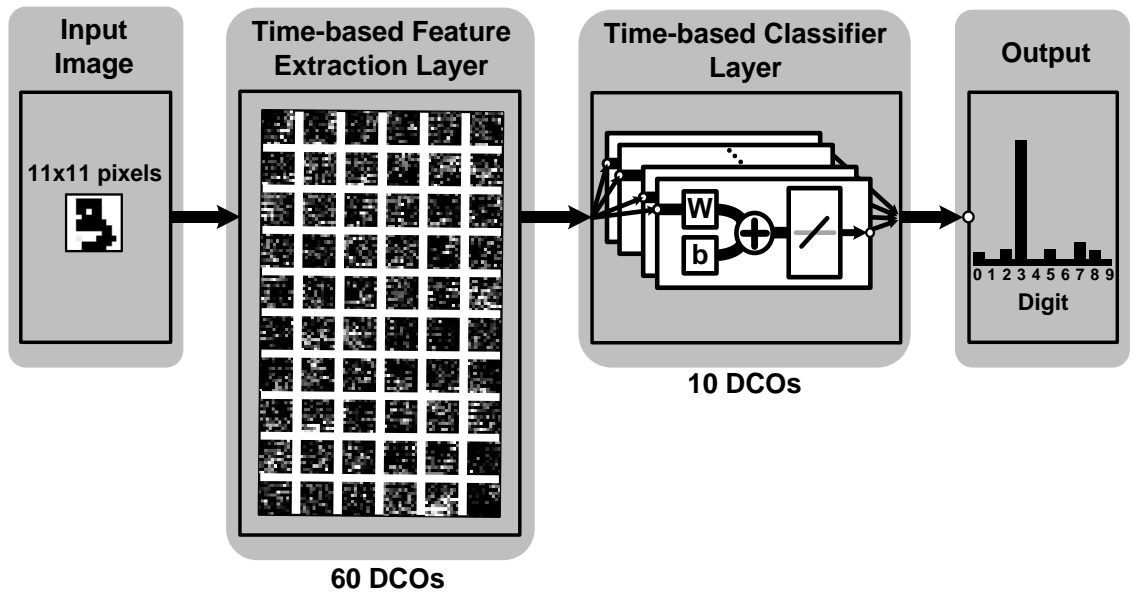 Input
Image
11x11 pixels
Time-based Feature
Extraction Layer
60 DCOs
Time-based Classifier
Layer
W
b
10 DCOs
Output
0 1 2 3 4 5 6 7 8 9
Digit